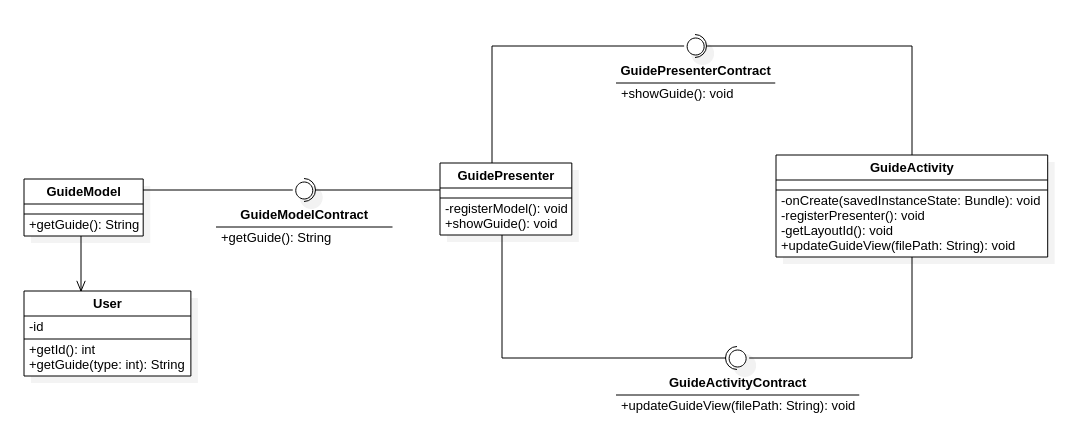 GuidePresenterContract
+showGuide(): void
GuideModel
+getGuide(): String
GuideModelContract
+getGuide(): String
GuidePresenter
-registerModel(): void
+showGuide(): void
GuideActivity
-onCreate(savedInstanceState: Bundle): void
-registerPresenter(): void
-getLayoutId(): void
+updateGuideView(filePath: String): void
User
-id
+getId(): int
+getGuide(type: int): String
GuideActivityContract
+updateGuideView(filePath: String): void